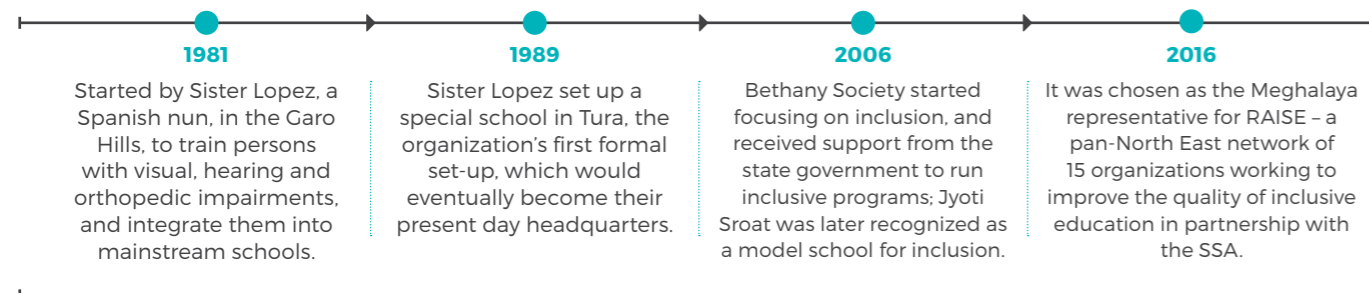 1981
Started by Sister Lopez, a
Spanish nun, in the Garo
Hills, to train persons
with visual, hearing and
orthopedic impairments,
and integrate them into
mainstream schools.
1989
Sister Lopez set up a
special school in Tura, the
organization’s first formal
set-up, which would
eventually become their
present day headquarters.
2006
Bethany Society started
focusing on inclusion, and
received support from the
state government to run
inclusive programs; Jyoti
Sroat was later recognized as
a model school for inclusion.
2016
It was chosen as the Meghalaya
representative for RAISE – a
pan-North East network of
15 organizations working to
improve the quality of inclusive
education in partnership with
the SSA.